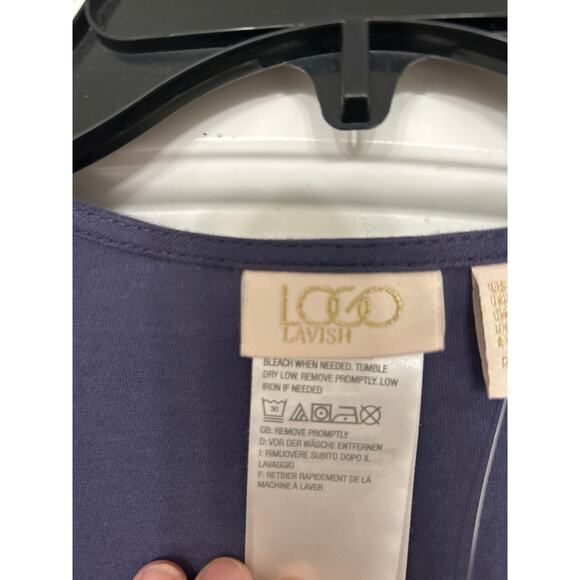 LOGO
LAVISH
BLEACH WHEN NEEDED. TUMBLE
DRY LOW. REMOVE PROMPTLY. LOW
IRON IF NEEDED
30
GB: REMOVE PROMPTLY
D: VOR DER WÄSCHE ENTFERNEN
I: RIMUOVERE SUBITO DOPO IL
LAVAGGIO
F: RETIRER RAPIDEMENT DE LA
MACHINE À LAVER